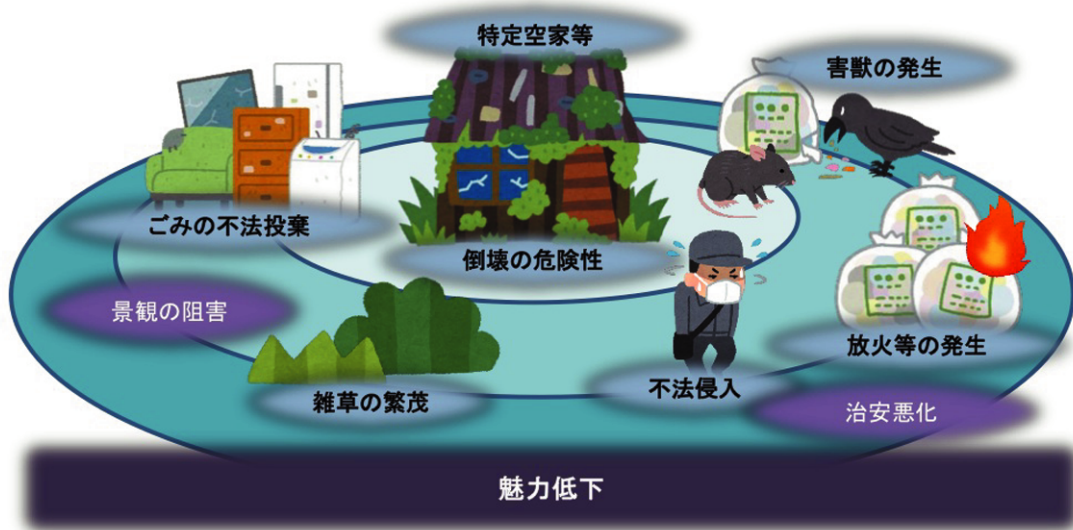 特定空家等
害獣の発生
ごみの不法投棄
倒壊の危険性
景観の阻害
放火等の発生
雑草の繁茂
不法侵入
治安悪化
魅力低下